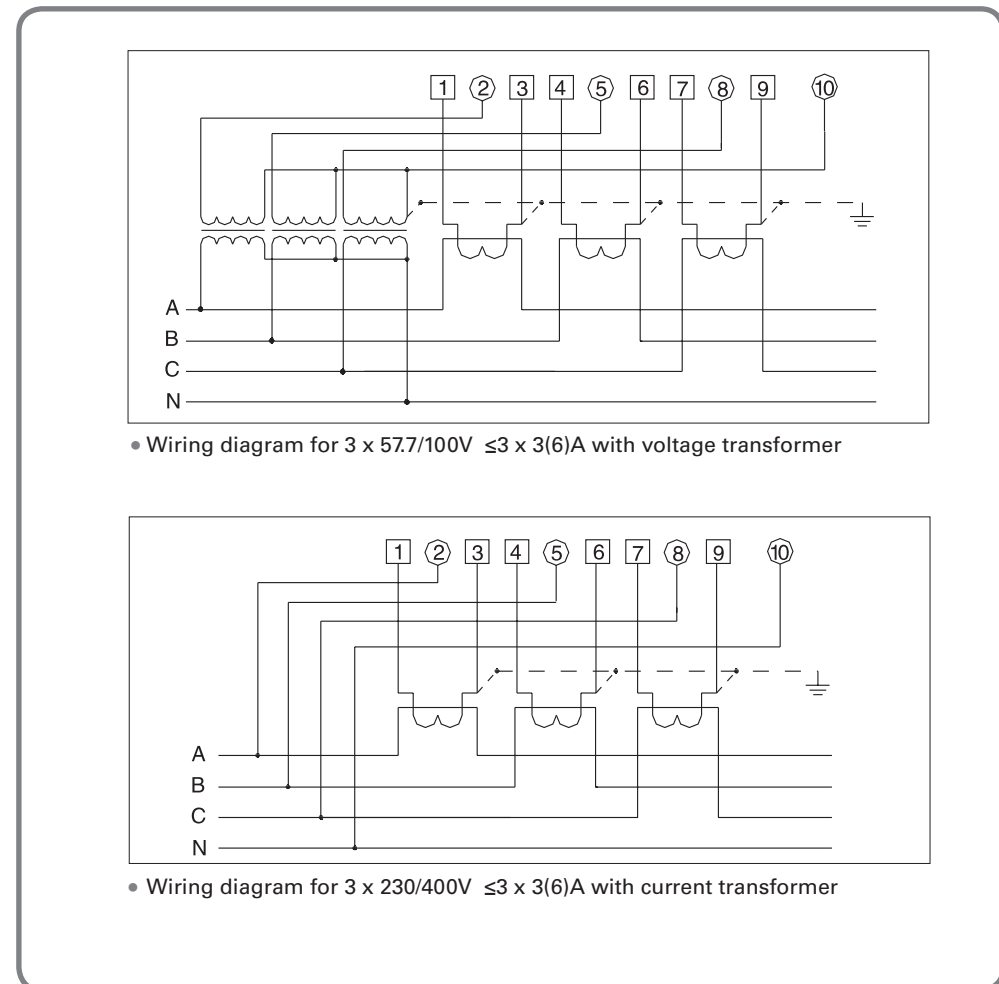 1 2 3 4 5 6 7 8 9 10
A
B
C
N
• Wiring diagram for 3 x 57.7/100V ≤3 x 3(6)A with voltage transformer
1 2 3 4 5 6 7 8 9 10
A
B
C
N
• Wiring diagram for 3 x 230/400V ≤3 x 3(6)A with current transformer